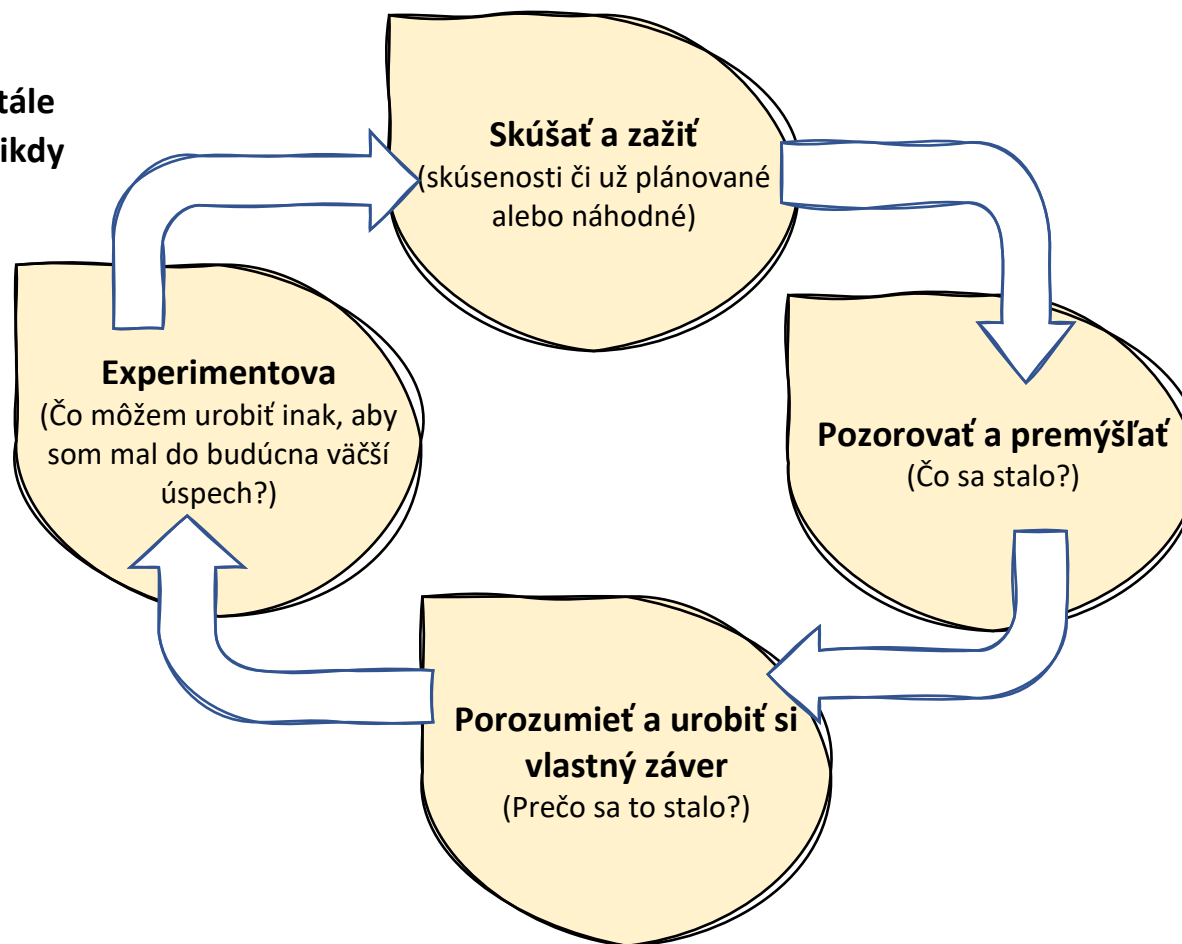 tále
ikdy
Skúšať a zažiť
(skúsenosti či už plánované
alebo náhodné)
Experimentova
(Čo môžem urobiť inak, aby
som mal do budúcna väčší
úspech?)
Pozorovať a premýšľať
(Čo sa stalo?)
Porozumieť a urobiť si
vlastný záver
(Prečo sa to stalo?)